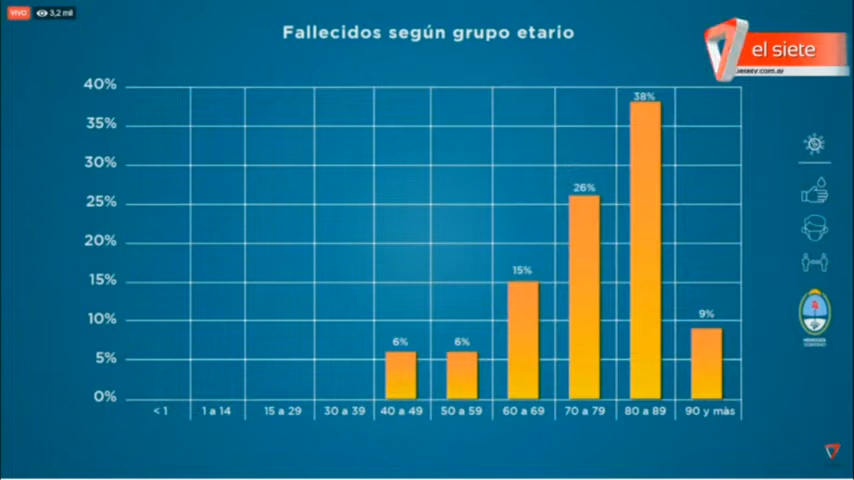 VIVO 3,2 mil
Fallecidos según grupo etario
el siete
40%
35%
30%
25%
20%
15%
10%
5%
0%
6%
6%
15%
26%
38%
9%
< 1
1 a 14
15 a 29
30 a 39
40 a 49
50 a 59
60 a 69
70 a 79
80 a 89
90 y màs